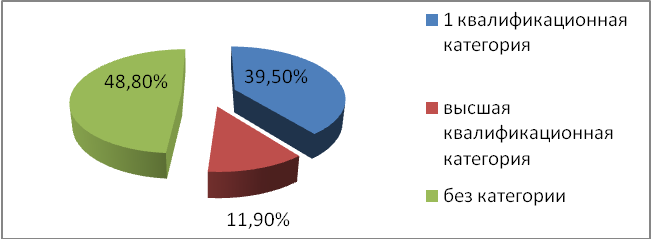 48,80%
39,50%
11,90%
1 квалификационная
категория
высшая
квалификационная
категория
без категории